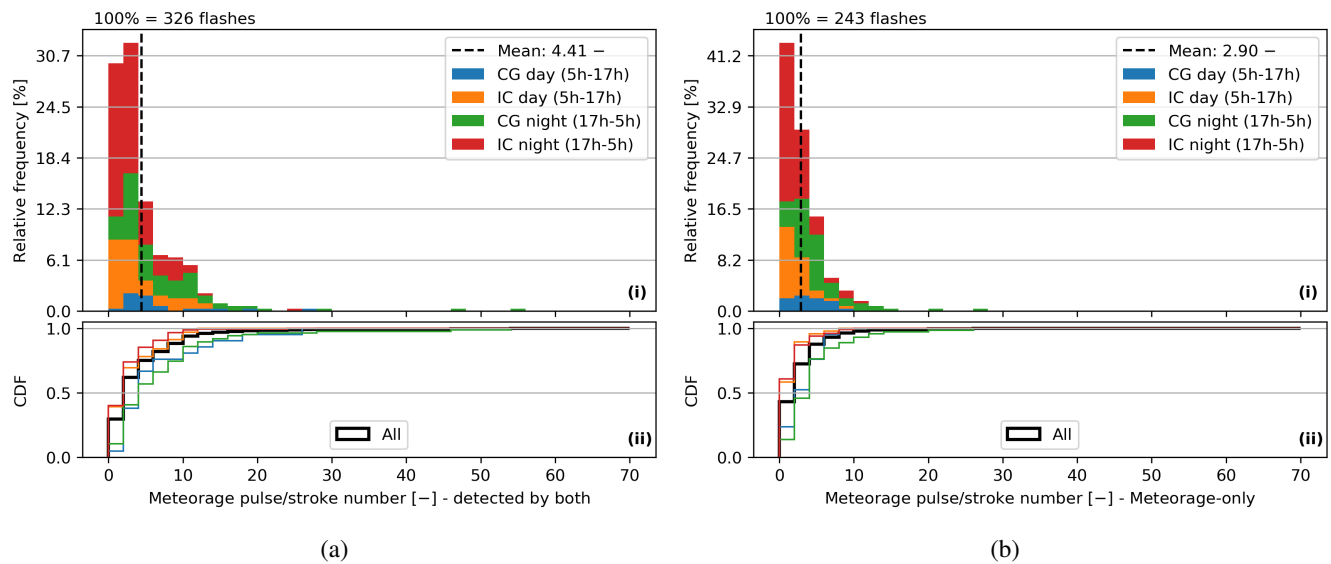 100% = 326 flashes
Relative frequency [%]
30.7
24.5
18.4
12.3
6.1
0.0
Mean: 4.41 −
CG day (5h-17h)
IC day (5h-17h)
CG night (17h-5h)
IC night (17h-5h)
(i)
CDF
1.0
0.5
0.0
All
(ii)
0 10 20 30 40 50 60 70
Meteorage pulse/stroke number [−] - detected by both
(a)
100% = 243 flashes
Relative frequency [%]
41.2
32.9
24.7
16.5
8.2
0.0
Mean: 2.90 −
CG day (5h-17h)
IC day (5h-17h)
CG night (17h-5h)
IC night (17h-5h)
(i)
CDF
1.0
0.5
0.0
All
(ii)
0 10 20 30 40 50 60 70
Meteorage pulse/stroke number [−] - Meteorage-only
(b)